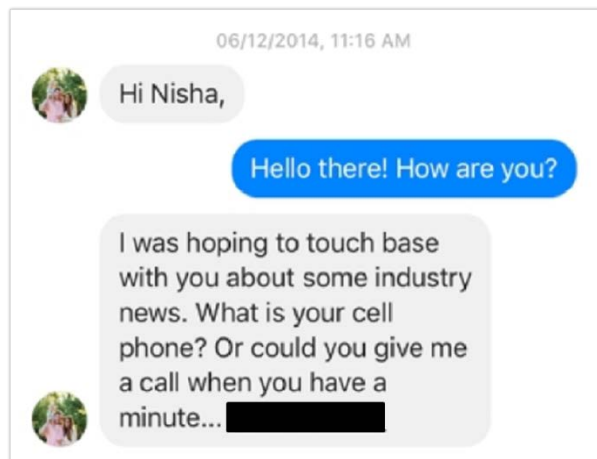 06/12/2014, 11:16 AM
Hi Nisha,
Hello there! How are you?
I was hoping to touch base
with you about some industry
news. What is your cell
phone? Or could you give me
a call when you have a
minute...